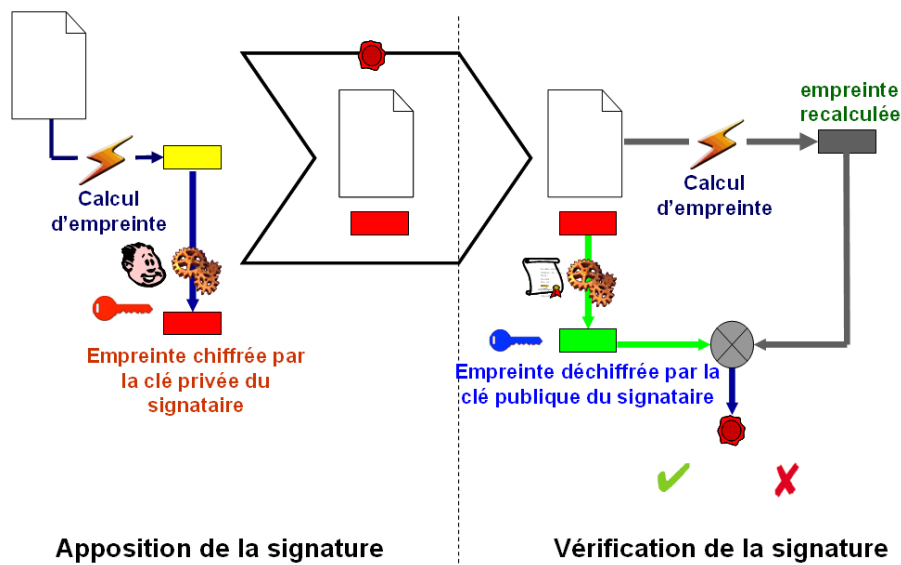 empreinte
recalculée
Calcul
d’empreinte
Calcul
d’empreinte
Empreinte chiffrée par
la clé privée du
signataire
Empreinte déchiffrée par la
clé publique du signataire
Apposition de la signature
Vérification de la signature